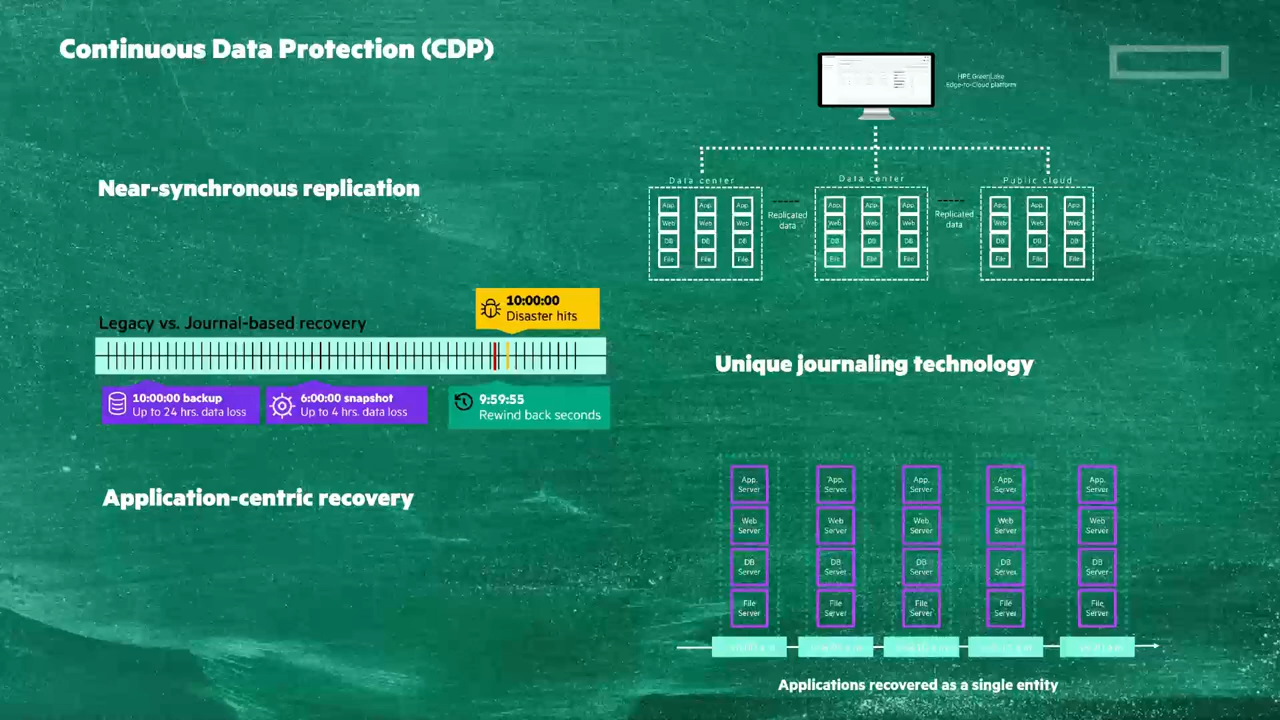 Continuous Data Protection (CDP)
HPE GreenLake
Edge-to-Cloud platform
Near-synchronous replication
Data center
Data center
Public cloud
App. App. App.
Web Web Web
DB DB DB
File File File
Replicated
data
App. App. App.
Web Web Web
DB DB DB
File File File
Replicated
data
App. App. App.
Web Web Web
DB DB DB
File File File
Legacy vs. Journal-based recovery
10:00:00
Disaster hits
10:00:00 backup
Up to 24 hrs. data loss
6:00:00 snapshot
Up to 4 hrs. data loss
9:59:55
Rewind back seconds
Unique journaling technology
Application-centric recovery
App. App. App. App. App.
Server Server Server Server Server
Web Web Web Web Web
Server Server Server Server Server
DB DB DB DB DB
Server Server Server Server Server
File File File File File
Server Server Server Server Server
Applications recovered as a single entity